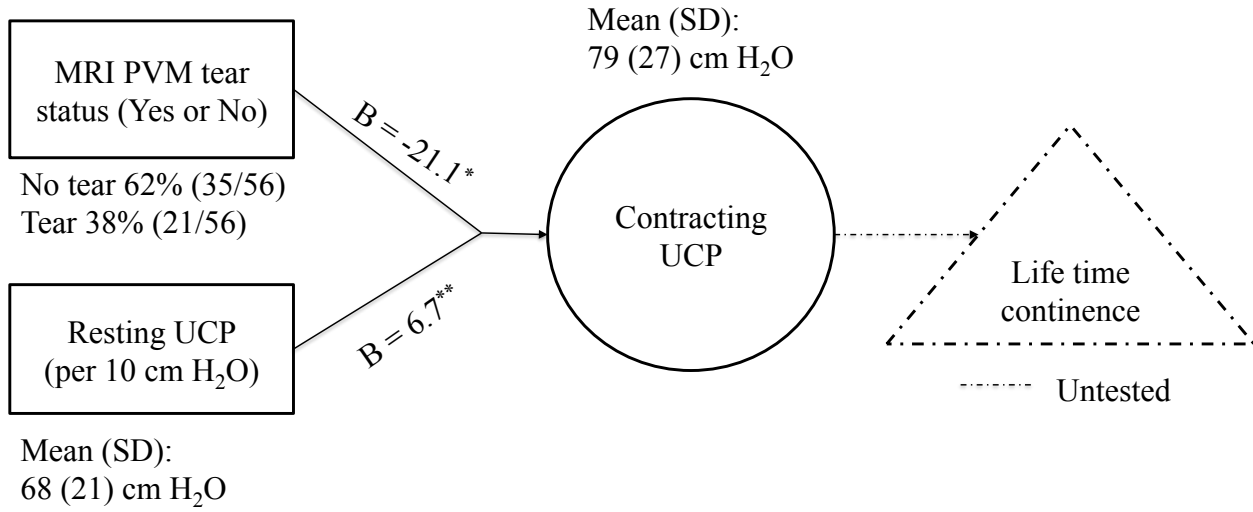 MRI PVM tear
status (Yes or No)
No tear 62% (35/56)
Tear 38% (21/56)
B = -21.1*
Resting UCP
(per 10 cm H₂O)
Mean (SD):
68 (21) cm H₂O
B = 6.7**
Mean (SD):
79 (27) cm H₂O
Contracting
UCP
Life time
continence
Untested